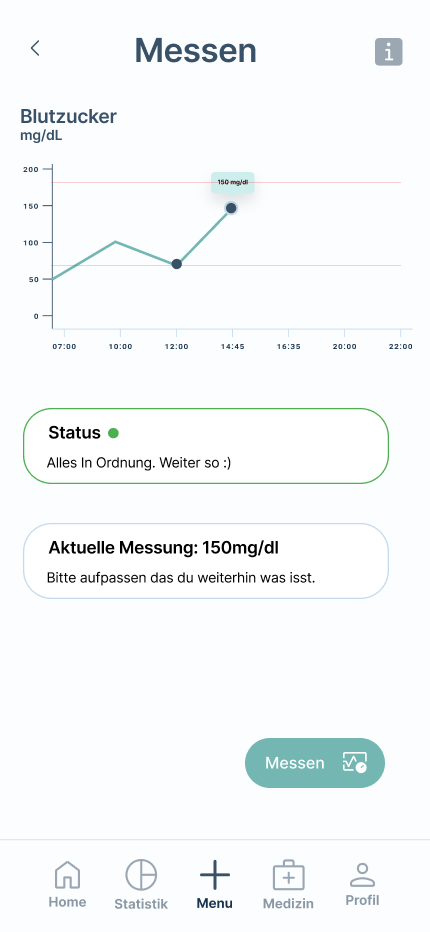 Messen
i
Blutzucker
mg/dL
200
150 mg/dl
150
100
50
0
07:00 10:00 12:00 14:45 16:35 20:00 22:00
Status
Alles In Ordnung. Weiter so :)
Aktuelle Messung: 150mg/dl
Bitte aufpassen das du weiterhin was isst.
Messen
Home Statistik Menu Medizin Profil